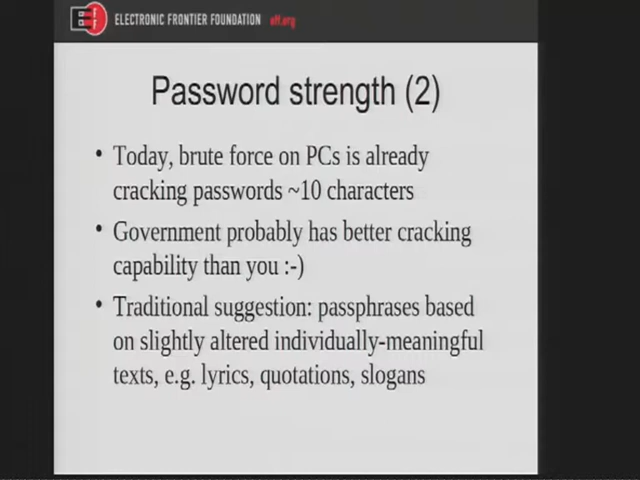 ELECTRONIC FRONTIER FOUNDATION eff.org
Password strength (2)
• Today, brute force on PCs is already
cracking passwords ~10 characters
• Government probably has better cracking
capability than you :-)
• Traditional suggestion: passphrases based
on slightly altered individually-meaningful
texts, e.g. lyrics, quotations, slogans